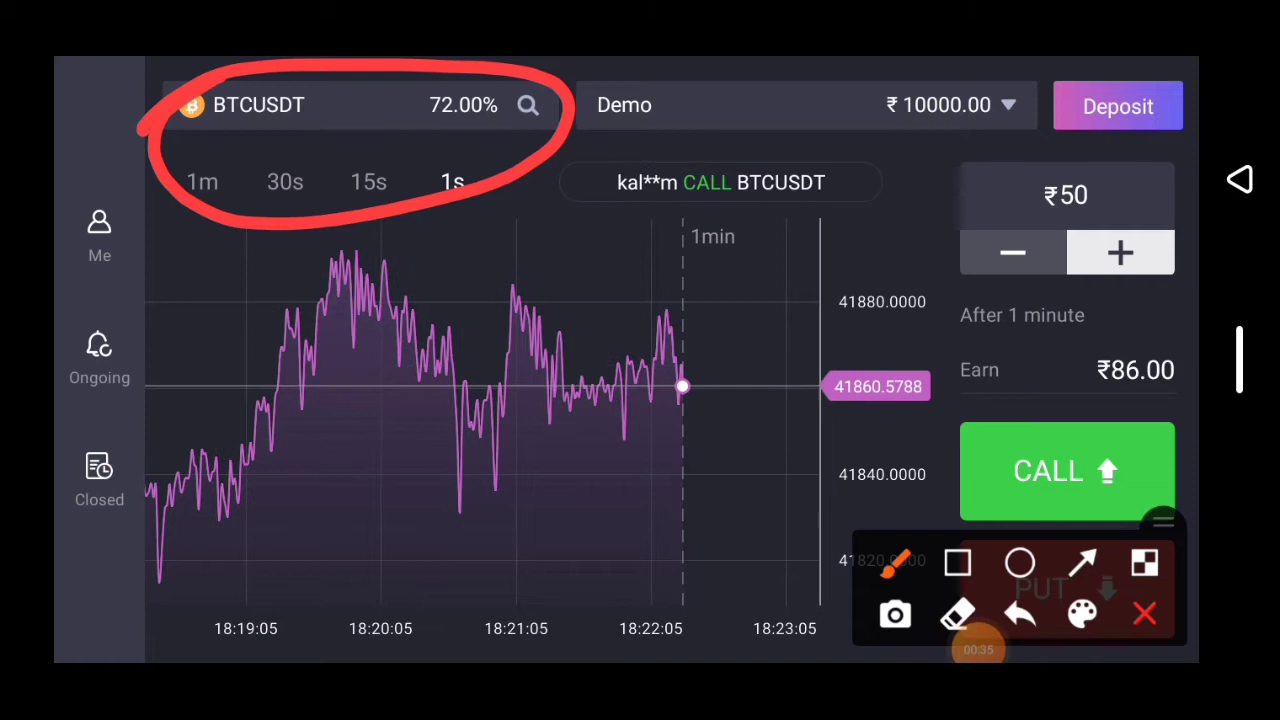 BTCUSDT 72.00%
Demo ₹ 10000.00
Deposit
1m 30s 15s 1s
kal**m CALL BTCUSDT
₹50
1min
Me
After 1 minute
Earn ₹86.00
Ongoing
Closed
41880.0000
41860.5788
41840.0000
CALL
PUT
18:19:05 18:20:05 18:21:05 18:22:05 18:23:05
00:35